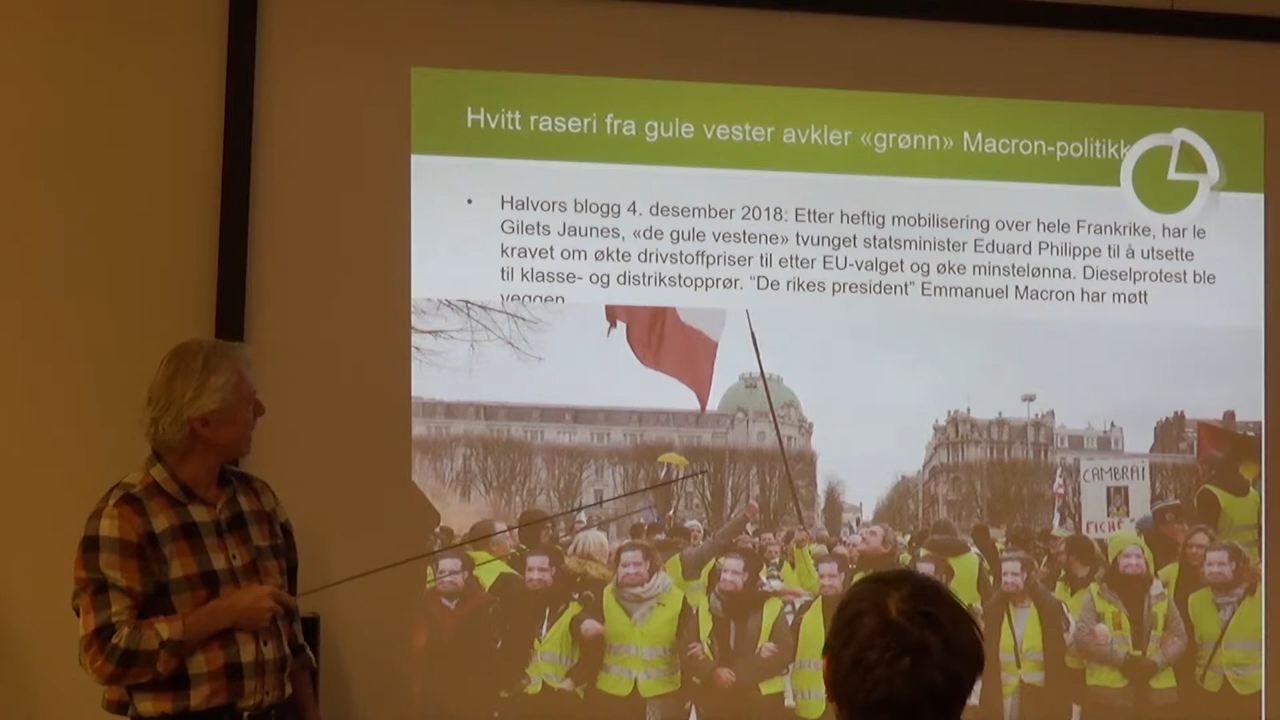 Hvitt raseri fra gule vester avkler «grønn» Macron-politikk
• Halvors blogg 4. desember 2018: Etter heftig mobilisering over hele Frankrike, har le
Gilets Jaunes, «de gule vestene» tvunget statsminister Eduard Philippe til å utsette
kravet om økte drivstoffpriser til etter EU-valget og øke minstelønna. Dieselprotest ble
til klasse- og distriktsopprør. “De rikes president” Emmanuel Macron har møtt
veggen
CAMBRAi
FICHÉ